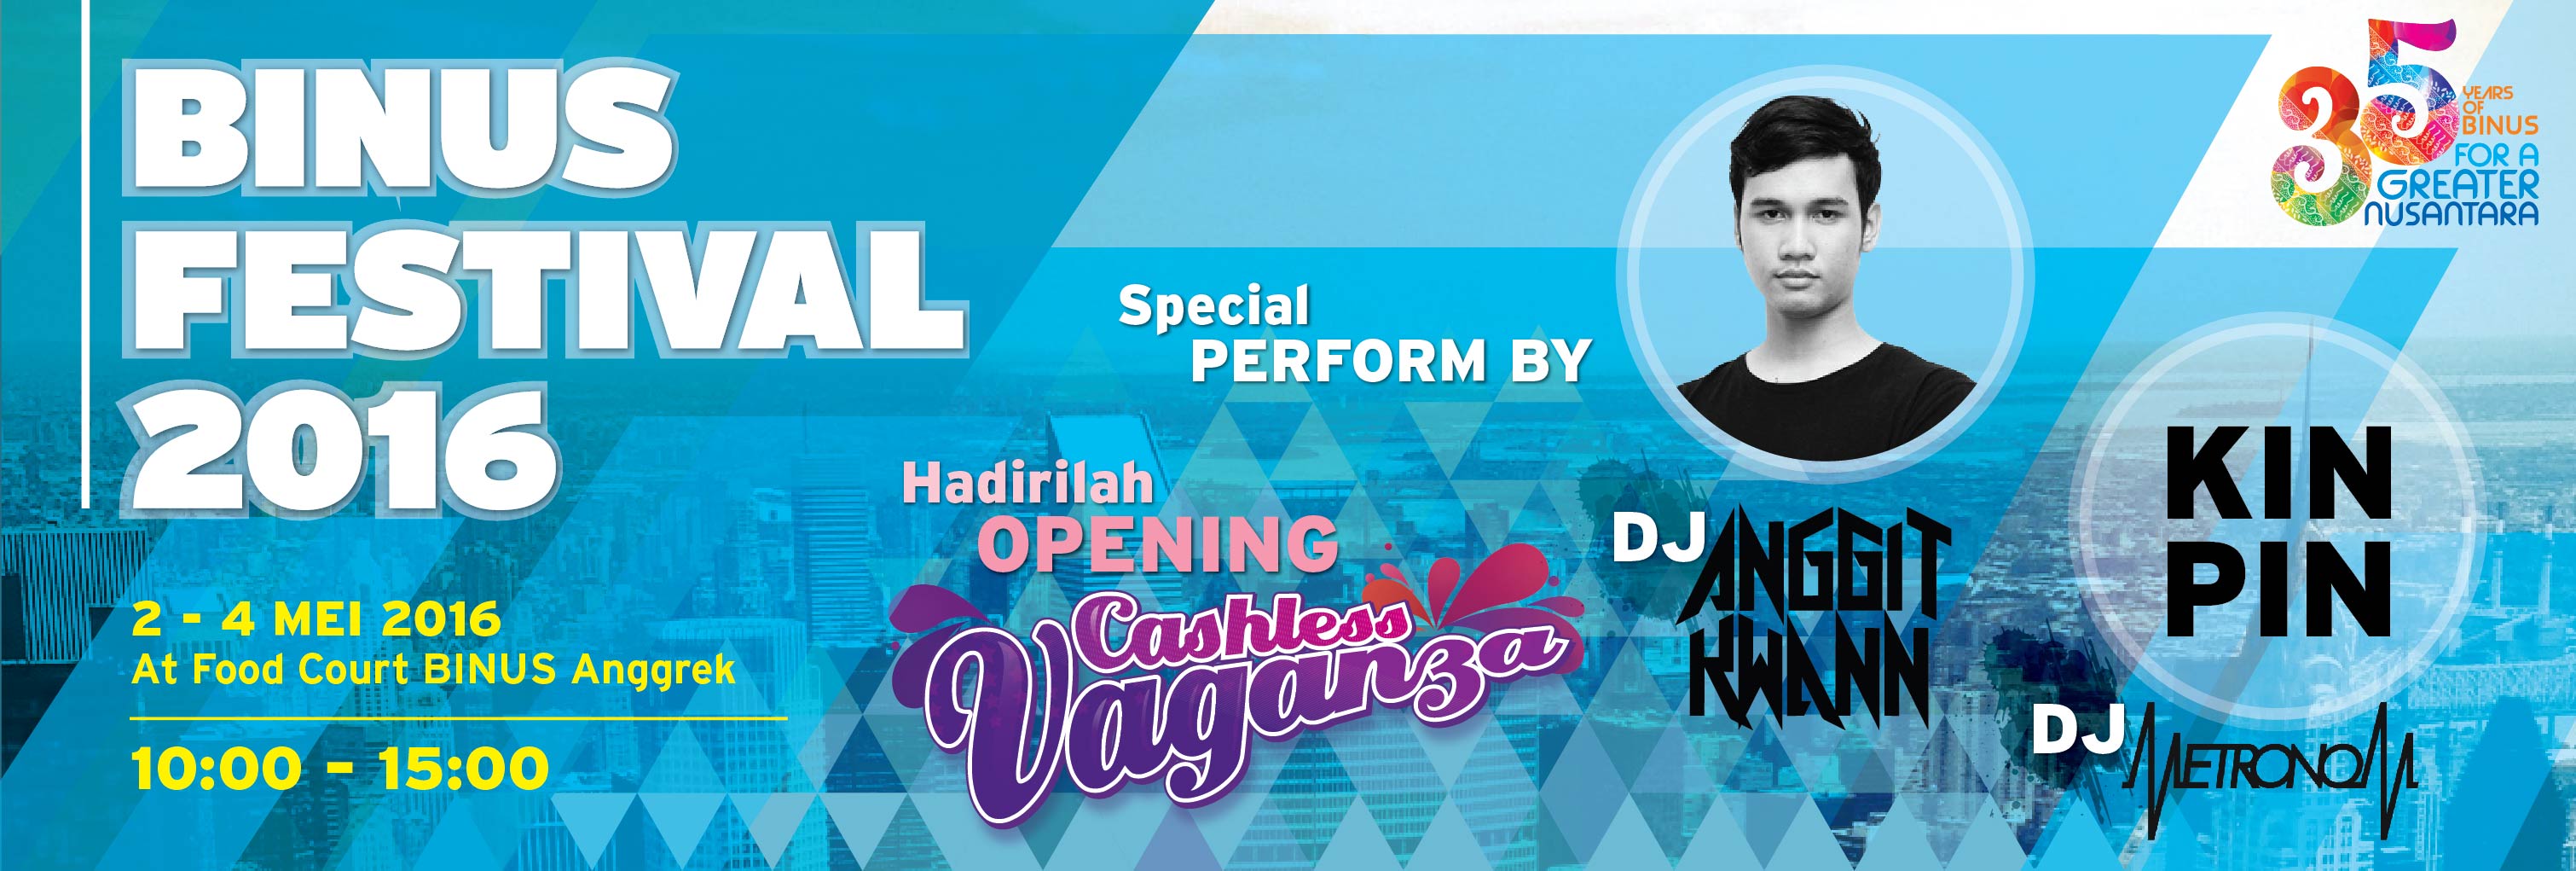 BINUS
FESTIVAL
2016
2 - 4 MEI 2016
At Food Court BINUS Anggrek
10:00 - 15:00
Hadirilah
OPENING
Cashless
Vaganza
Special
PERFORM BY
DJ ANGGIT
KWANN
KIN
PIN
DJ METRONOM
35
YEARS
OF
BINUS
FOR A
GREATER
NUSANTARA